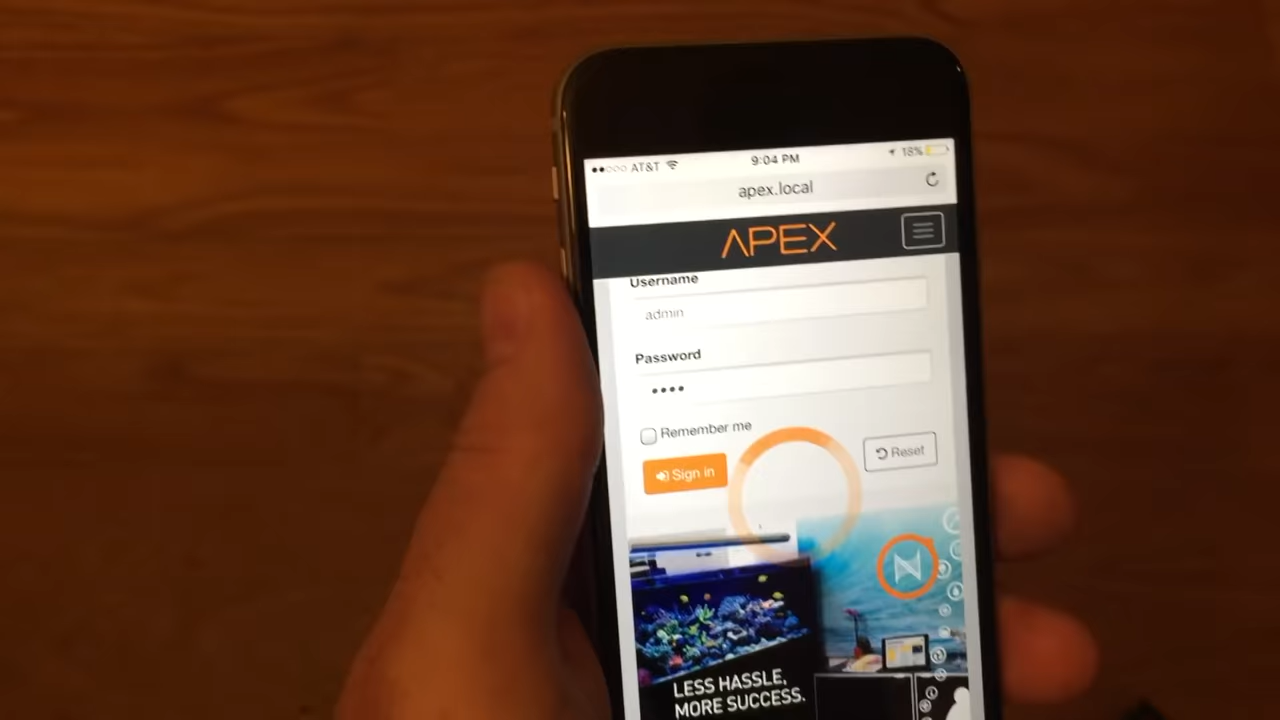 AT&T 9:04 PM 18%
apex.local
APEX
Username
admin
Password
••••
Remember me
Sign in
Reset
LESS HASSLE,
MORE SUCCESS.